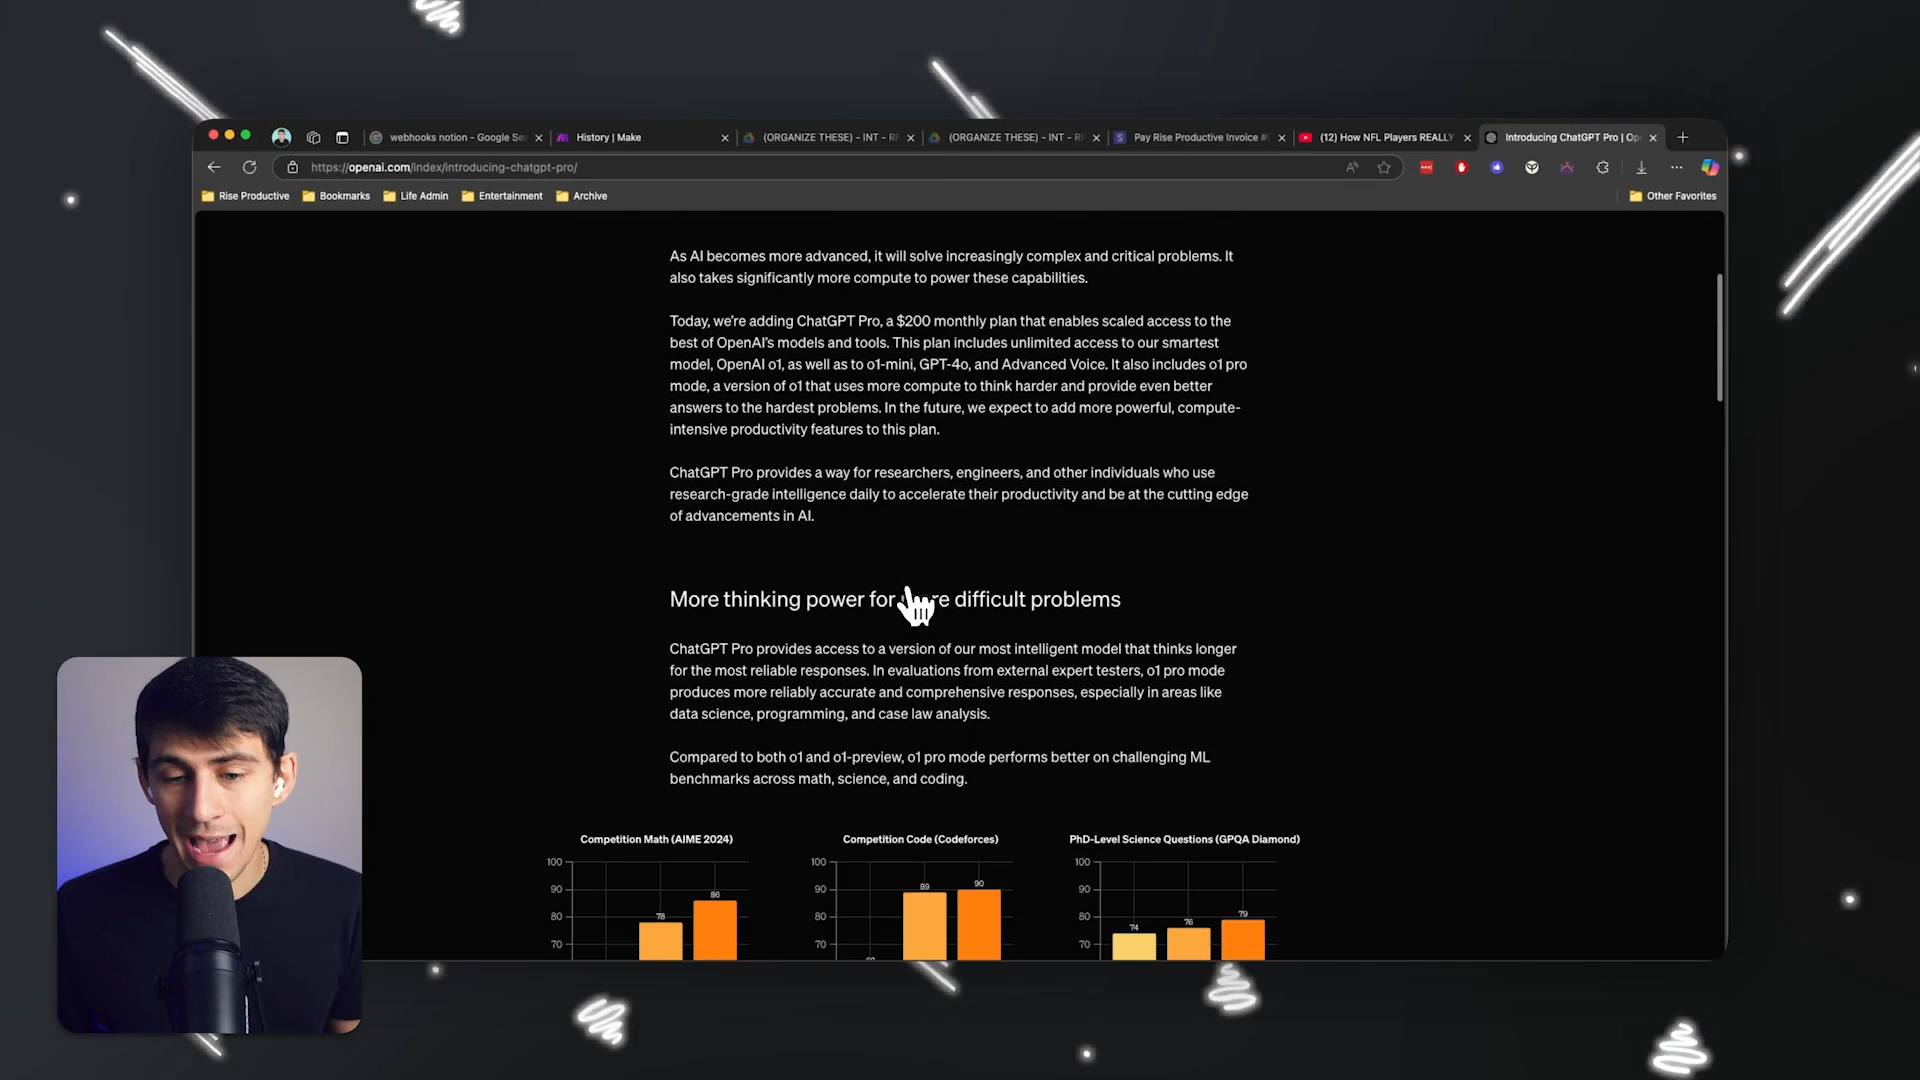 webhooks notion - Google Se
History | Make
(ORGANIZE THESE) - INT - R
(ORGANIZE THESE) - INT - R
Pay Rise Productive Invoice #
(12) How NFL Players REALLY
Introducing ChatGPT Pro | Op
https://openai.com/index/introducing-chatgpt-pro/
Rise Productive
Bookmarks
Life Admin
Entertainment
Archive
Other Favorites
As AI becomes more advanced, it will solve increasingly complex and critical problems. It
also takes significantly more compute to power these capabilities.
Today, we're adding ChatGPT Pro, a $200 monthly plan that enables scaled access to the
best of OpenAI's models and tools. This plan includes unlimited access to our smartest
model, OpenAI o1, as well as to o1-mini, GPT-4o, and Advanced Voice. It also includes o1 pro
mode, a version of o1 that uses more compute to think harder and provide even better
answers to the hardest problems. In the future, we expect to add more powerful, compute-
intensive productivity features to this plan.
ChatGPT Pro provides a way for researchers, engineers, and other individuals who use
research-grade intelligence daily to accelerate their productivity and be at the cutting edge
of advancements in AI.
More thinking power for more difficult problems
ChatGPT Pro provides access to a version of our most intelligent model that thinks longer
for the most reliable responses. In evaluations from external expert testers, o1 pro mode
produces more reliably accurate and comprehensive responses, especially in areas like
data science, programming, and case law analysis.
Compared to both o1 and o1-preview, o1 pro mode performs better on challenging ML
benchmarks across math, science, and coding.
Competition Math (AIME 2024)
100
90
80
70
78
86
Competition Code (Codeforces)
100
90
80
70
89
90
PhD-Level Science Questions (GPQA Diamond)
100
90
80
70
74
76
79